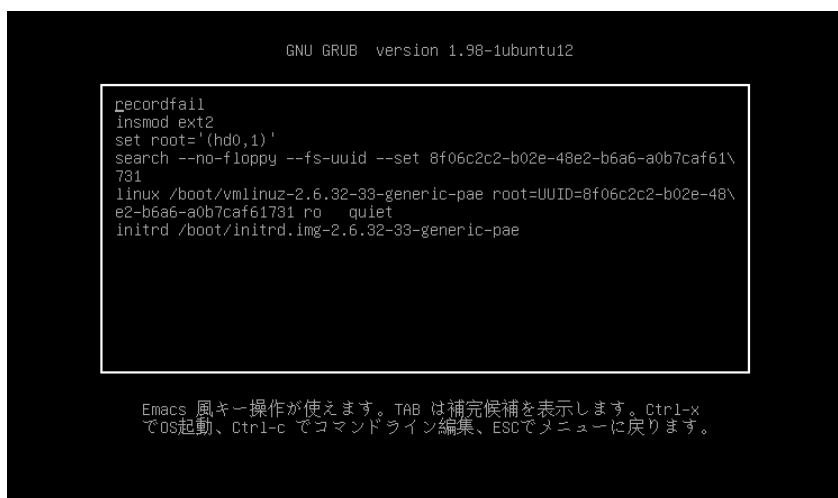 GNU GRUB  version 1.98-1ubuntu12
recordfail
insmod ext2
set root='(hd0,1)'
search --no-floppy --fs-uuid --set 8f06c2c2-b02e-48e2-b6a6-a0b7caf61\
731
linux /boot/vmlinuz-2.6.32-33-generic-pae root=UUID=8f06c2c2-b02e-48\
e2-b6a6-a0b7caf61731 ro   quiet
initrd /boot/initrd.img-2.6.32-33-generic-pae
Emacs 風キー操作が使えます。TAB は補完候補を表示します。Ctrl-x
でOS起動、Ctrl-c でコマンドライン編集、ESCでメニューに戻ります。